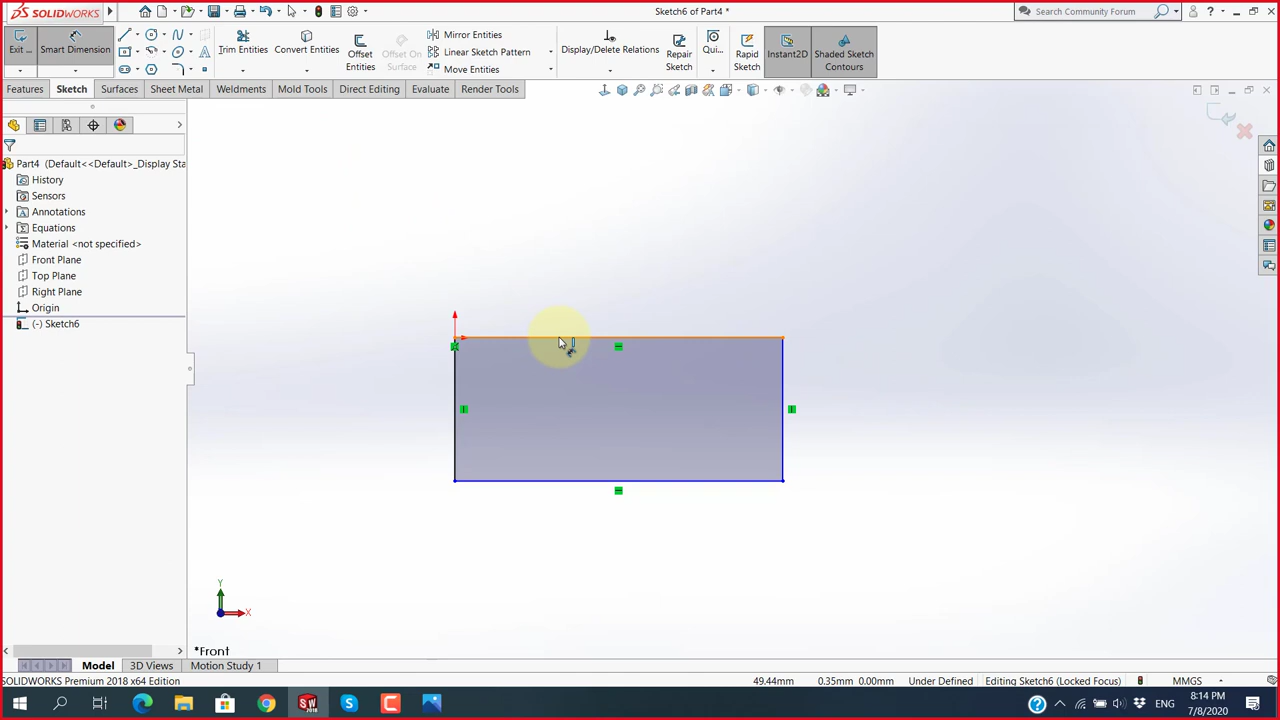 SOLIDWORKS
Sketch6 of Part4 *
Search Community Forum
Exit ...
Smart Dimension
Trim Entities
Convert Entities
Offset
Entities
Offset On
Surface
Mirror Entities
Linear Sketch Pattern
Move Entities
Display/Delete Relations
Repair
Sketch
Qui...
Rapid
Sketch
Instant2D
Shaded Sketch
Contours
Features
Sketch
Surfaces
Sheet Metal
Weldments
Mold Tools
Direct Editing
Evaluate
Render Tools
Part4 (Default<<Default>_Display Sta
History
Sensors
Annotations
Equations
Material <not specified>
Front Plane
Top Plane
Right Plane
Origin
(-) Sketch6
Y
X
*Front
Model
3D Views
Motion Study 1
SOLIDWORKS Premium 2018 x64 Edition
49.44mm
0.35mm 0.00mm
Under Defined
Editing Sketch6 (Locked Focus)
MMGS
ENG
8:14 PM
7/8/2020